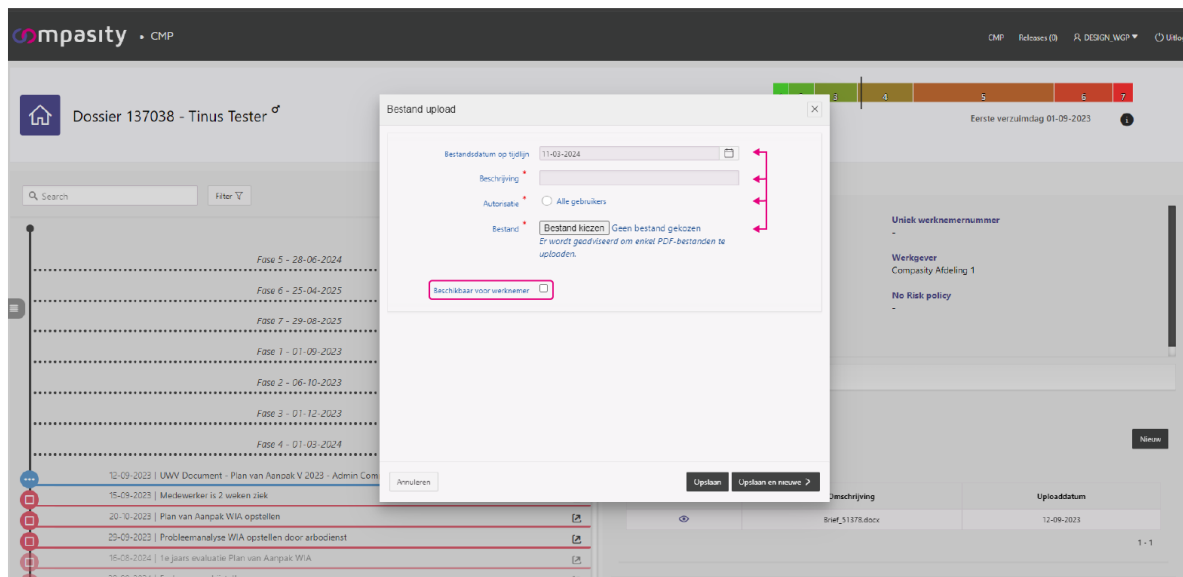 compasity • CMP
CMP Releases (0) DESIGN_WGP
Dossier 137038 - Tinus Tester
3 4 5 6 7
Eerste verzuimdag 01-09-2023
Search Filter
Fase 5 - 28-06-2024
Fase 6 - 25-04-2025
Fase 7 - 29-08-2025
Fase 1 - 01-09-2023
Fase 2 - 06-10-2023
Fase 3 - 01-12-2023
Fase 4 - 01-03-2024
12-09-2023 | UWV Document - Plan van Aanpak V 2023 - Admin Com
15-09-2023 | Medewerker is 2 weken ziek
20-10-2023 | Plan van Aanpak WIA opstellen
29-09-2023 | Probleemanalyse WIA opstellen door arbodienst
16-08-2024 | 1e jaars evaluatie Plan van Aanpak WIA
Bestand upload
Bestandsdatum op tijdlijn 11-03-2024
Beschrijving *
Autorisatie * Alle gebruikers
Bestand * Bestand kiezen Geen bestand gekozen
Er wordt geadviseerd om enkel PDF-bestanden te
uploaden.
Beschikbaar voor werknemer
Annuleren Opslaan Opslaan en nieuwe
Uniek werknemernummer
-
Werkgever
Compasity Afdeling 1
No Risk policy
-
Nieuw
Omschrijving Uploaddatum
Brief_51378.docx 12-09-2023
1 - 1